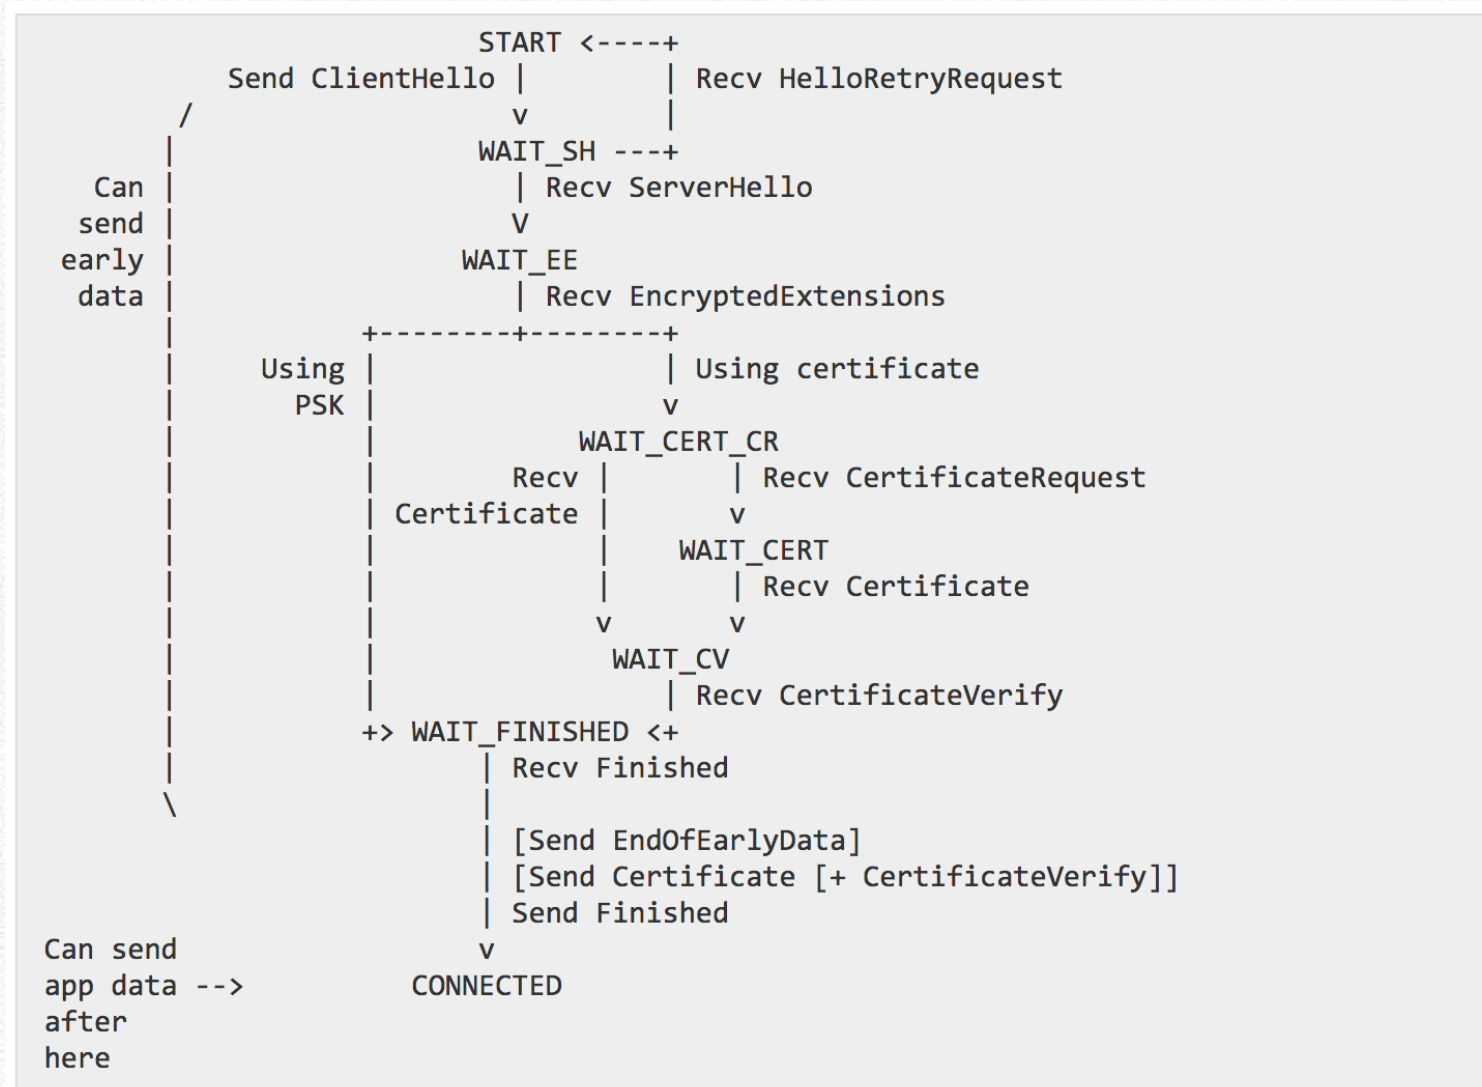 START <----+
           Send ClientHello |        | Recv HelloRetryRequest
        /                   v        |
       |                  WAIT_SH ---+
   Can |                    | Recv ServerHello
  send |                    V
 early |                 WAIT_EE
  data |                    | Recv EncryptedExtensions
       |           +--------+--------+
       |     Using |                 | Using certificate
       |       PSK |                 v
       |           |            WAIT_CERT_CR
       |           |        Recv |       | Recv CertificateRequest
       |           | Certificate |       v
       |           |             |    WAIT_CERT
       |           |             |       | Recv Certificate
       |           |             v       v
       |           |              WAIT_CV
       |           |                 | Recv CertificateVerify
       |           +> WAIT_FINISHED <+
       |                  | Recv Finished
       \                  |
                          | [Send EndOfEarlyData]
                          | [Send Certificate [+ CertificateVerify]]
                          | Send Finished
Can send                  v
app data -->          CONNECTED
after
here